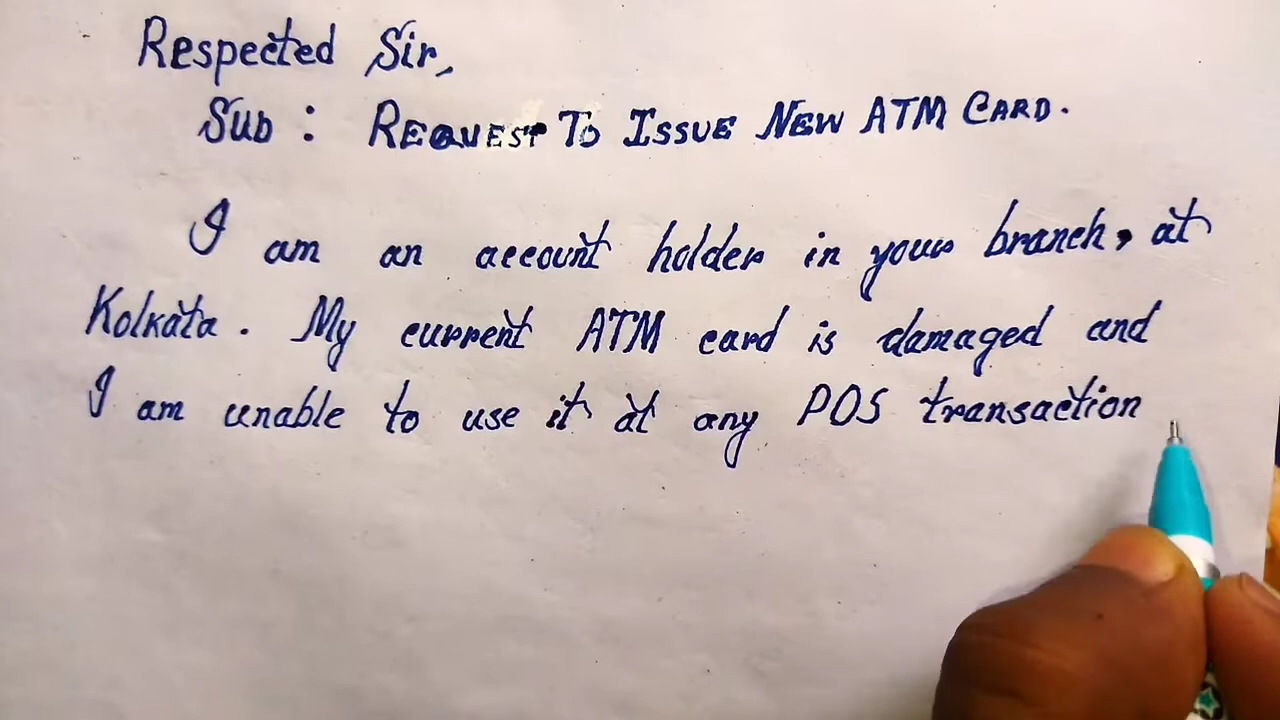 Respected Sir,
Sub : REQUEST TO ISSUE NEW ATM CARD.
I am an account holder in your branch, at
Kolkata. My current ATM card is damaged and
I am unable to use it at any POS transaction